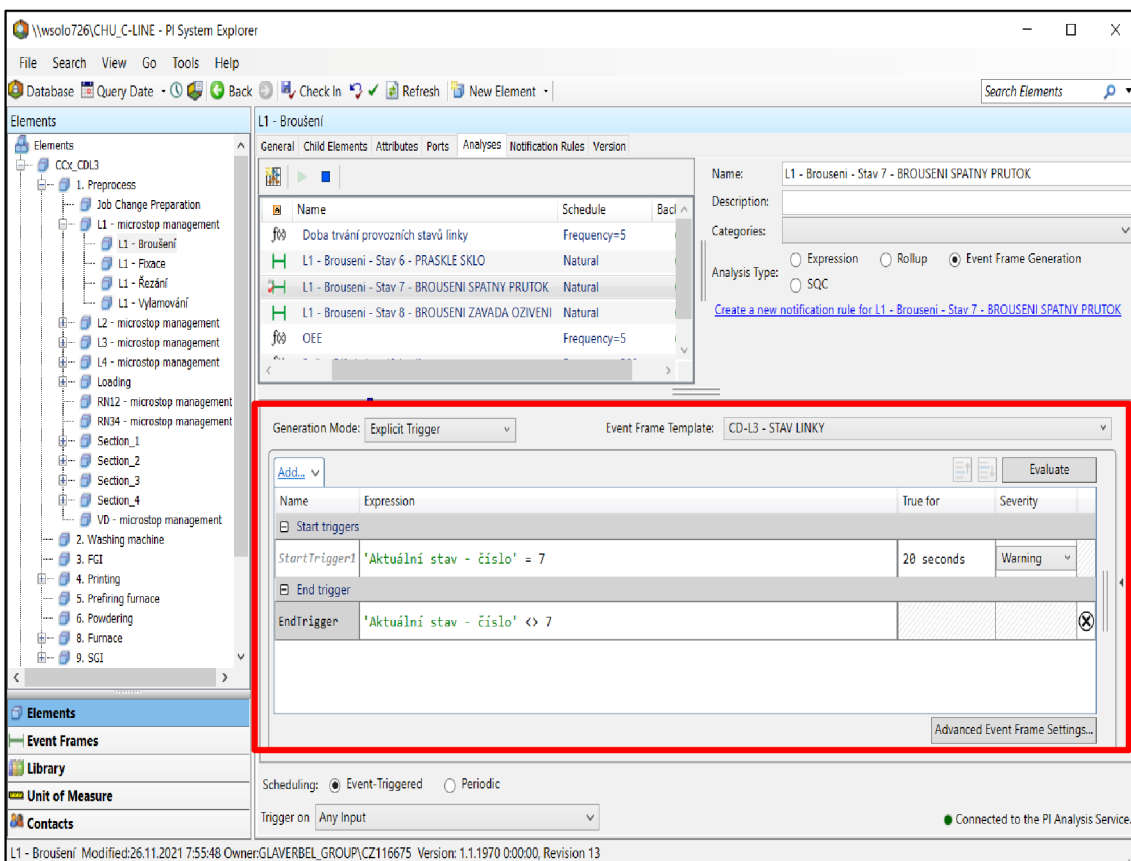 \\wsolo726\CHU_C-LINE - PI System Explorer
File Search View Go Tools Help
Database Query Date Back Check In Refresh New Element Search Elements
Elements
Elements
CCx_CDL3
1. Preprocess
Job Change Preparation
L1 - microstop management
L1 - Broušení
L1 - Fixace
L1 - Řezání
L1 - Vylamování
L2 - microstop management
L3 - microstop management
L4 - microstop management
Loading
RN12 - microstop management
RN34 - microstop management
Section_1
Section_2
Section_3
Section_4
VD - microstop management
2. Washing machine
3. FGI
4. Printing
5. Prefiring furnace
6. Powdering
8. Furnace
9. SGI
Elements
Event Frames
Library
Unit of Measure
Contacts
L1 - Broušení
General Child Elements Attributes Ports Analyses Notification Rules Version
Name Schedule Bacl
f(x) Doba trvání provozních stavů linky Frequency=5
L1 - Brouseni - Stav 6 - PRASKLE SKLO Natural
L1 - Brouseni - Stav 7 - BROUSENI SPATNY PRUTOK Natural
L1 - Brouseni - Stav 8 - BROUSENI ZAVADA OZIVENI Natural
f(x) OEE Frequency=5
Name: L1 - Brouseni - Stav 7 - BROUSENI SPATNY PRUTOK
Description:
Categories:
Analysis Type: Expression Rollup Event Frame Generation
SQC
Create a new notification rule for L1 - Brouseni - Stav 7 - BROUSENI SPATNY PRUTOK
Generation Mode: Explicit Trigger Event Frame Template: CD-L3 - STAV LINKY
Add... Evaluate
Name Expression True for Severity
Start triggers
StartTrigger1 'Aktuální stav - číslo' = 7 20 seconds Warning
End trigger
EndTrigger 'Aktuální stav - číslo' <> 7
Advanced Event Frame Settings...
Scheduling: Event-Triggered Periodic
Trigger on Any Input Connected to the PI Analysis Service.
L1 - Broušení Modified:26.11.2021 7:55:48 Owner:GLAVERBEL_GROUP\CZ116675 Version: 1.1.1970 0:00:00, Revision 13